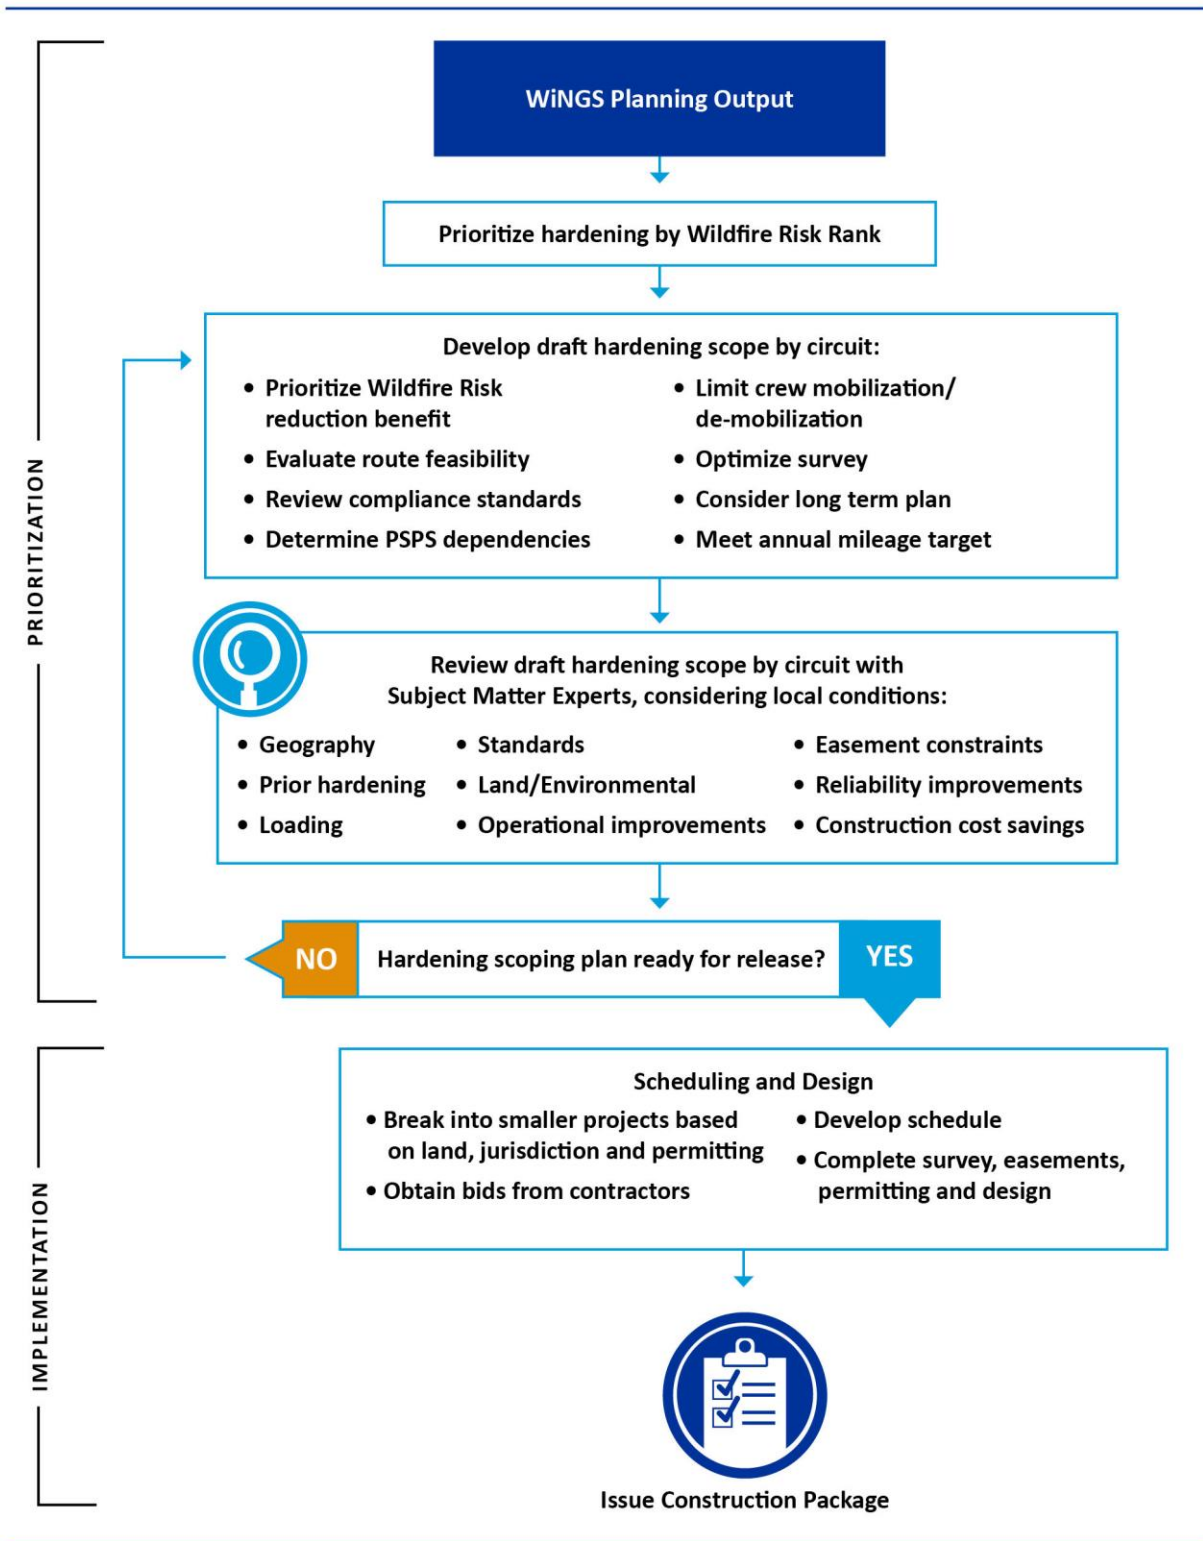 WiNGS Planning Output
Prioritize hardening by Wildfire Risk Rank
PRIORITIZATION
Develop draft hardening scope by circuit:
• Prioritize Wildfire Risk
reduction benefit
• Evaluate route feasibility
• Review compliance standards
• Determine PSPS dependencies
• Limit crew mobilization/
de-mobilization
• Optimize survey
• Consider long term plan
• Meet annual mileage target
Review draft hardening scope by circuit with
Subject Matter Experts, considering local conditions:
• Geography
• Prior hardening
• Loading
• Standards
• Land/Environmental
• Operational improvements
• Easement constraints
• Reliability improvements
• Construction cost savings
NO
Hardening scoping plan ready for release?
YES
IMPLEMENTATION
Scheduling and Design
• Break into smaller projects based
on land, jurisdiction and permitting
• Obtain bids from contractors
• Develop schedule
• Complete survey, easements,
permitting and design
Issue Construction Package